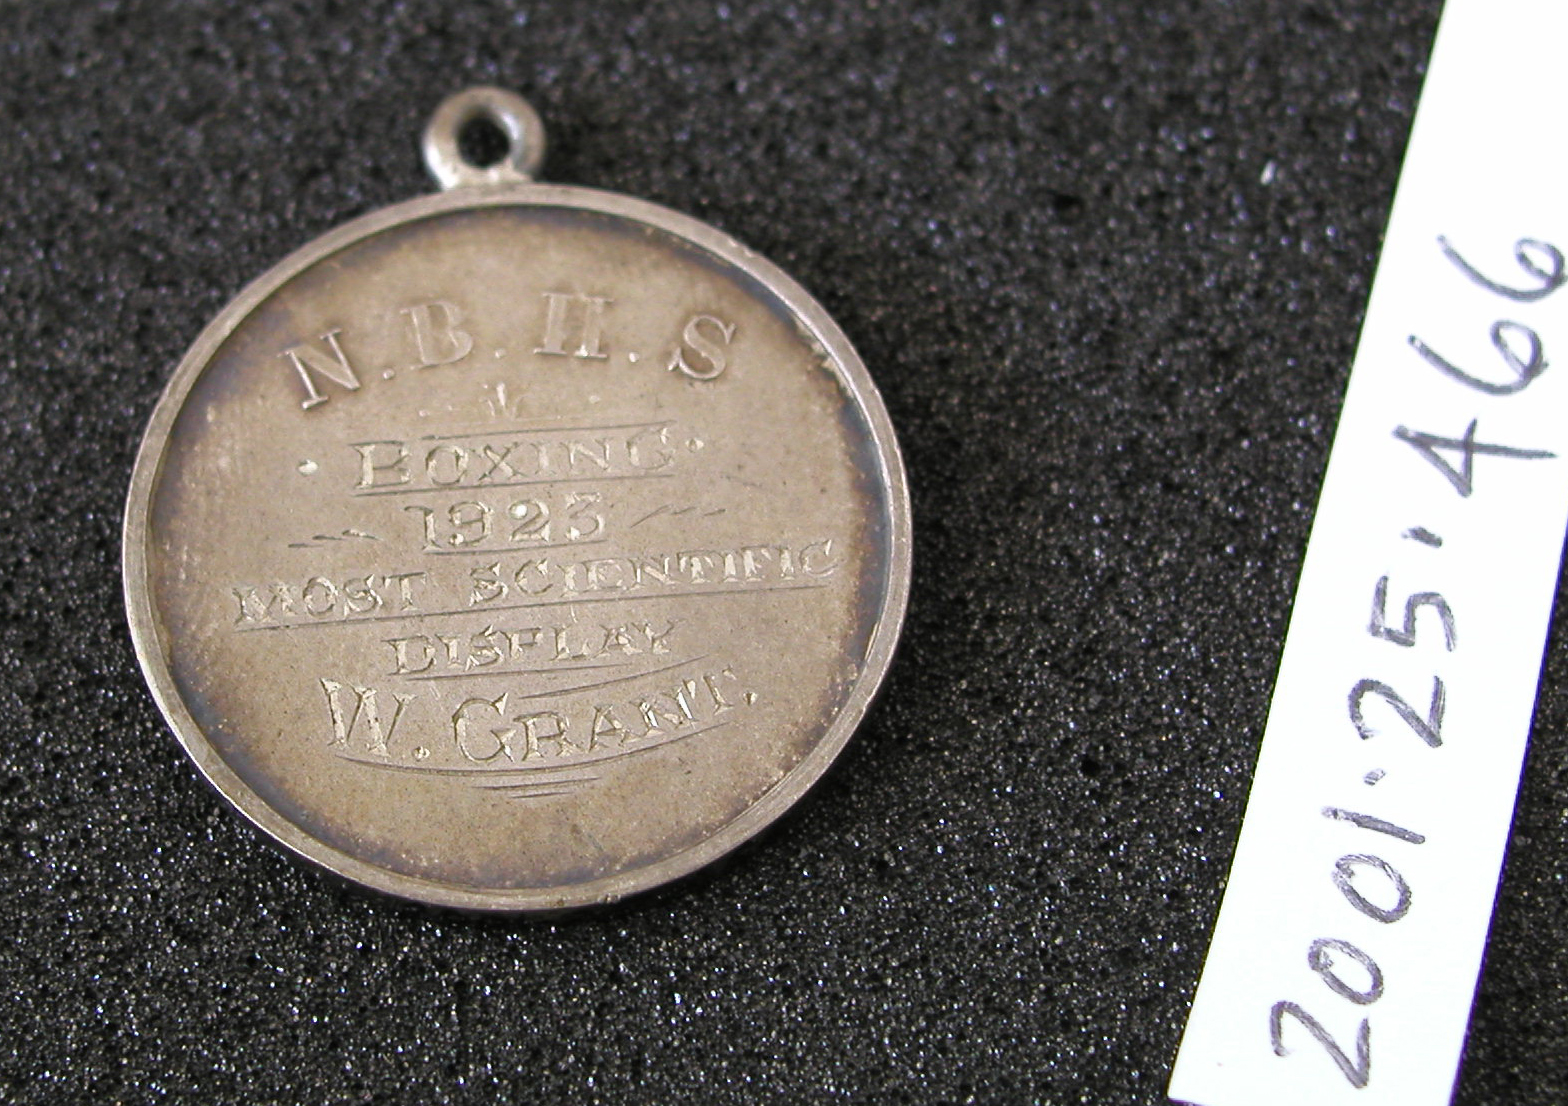 N.B.H.S
BOXING.
1923
MOST SCIENTIFIC
DISPLAY
W. GRANT.
2001.25.466